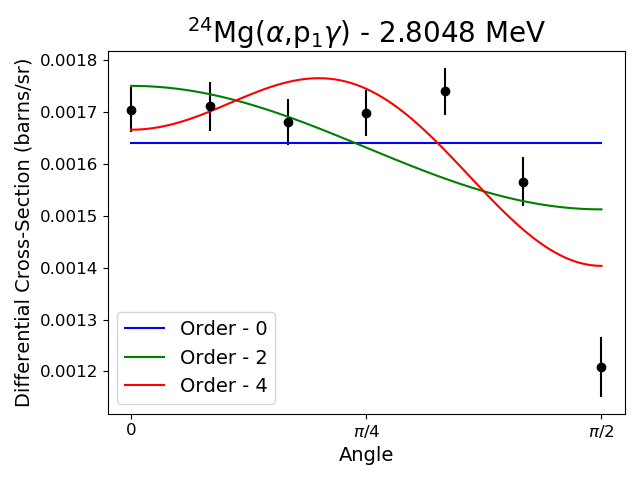 ²⁴Mg(α,p₁γ) - 2.8048 MeV
Differential Cross-Section (barns/sr)
0.0018
0.0017
0.0016
0.0015
0.0014
0.0013
0.0012
Order - 0
Order - 2
Order - 4
0
π/4
π/2
Angle